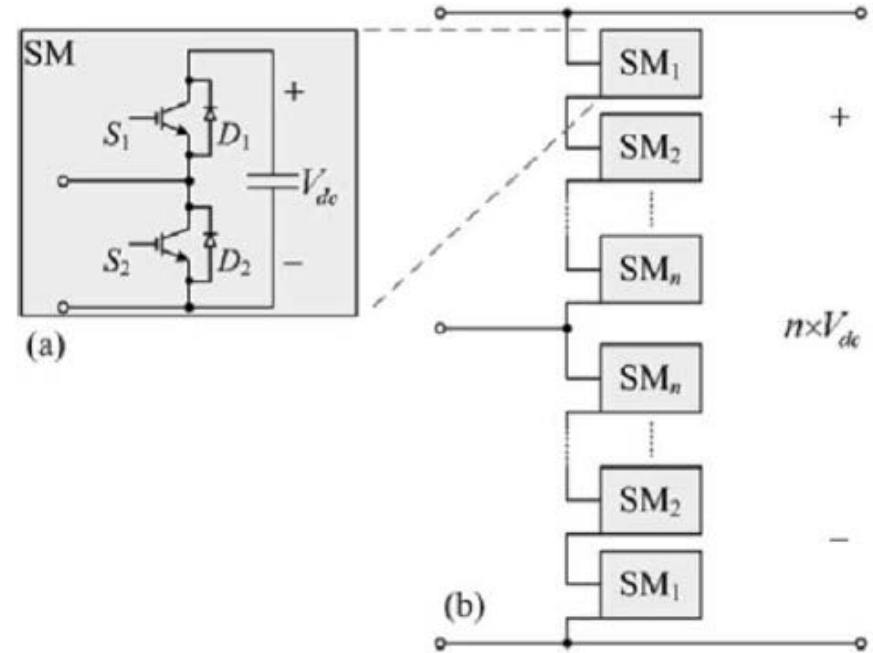 SM
S1
D1
+
Vdc
S2
D2
−
(a)
SM1
SM2
SMn
SMn
SM2
SM1
+
n×Vdc
−
(b)